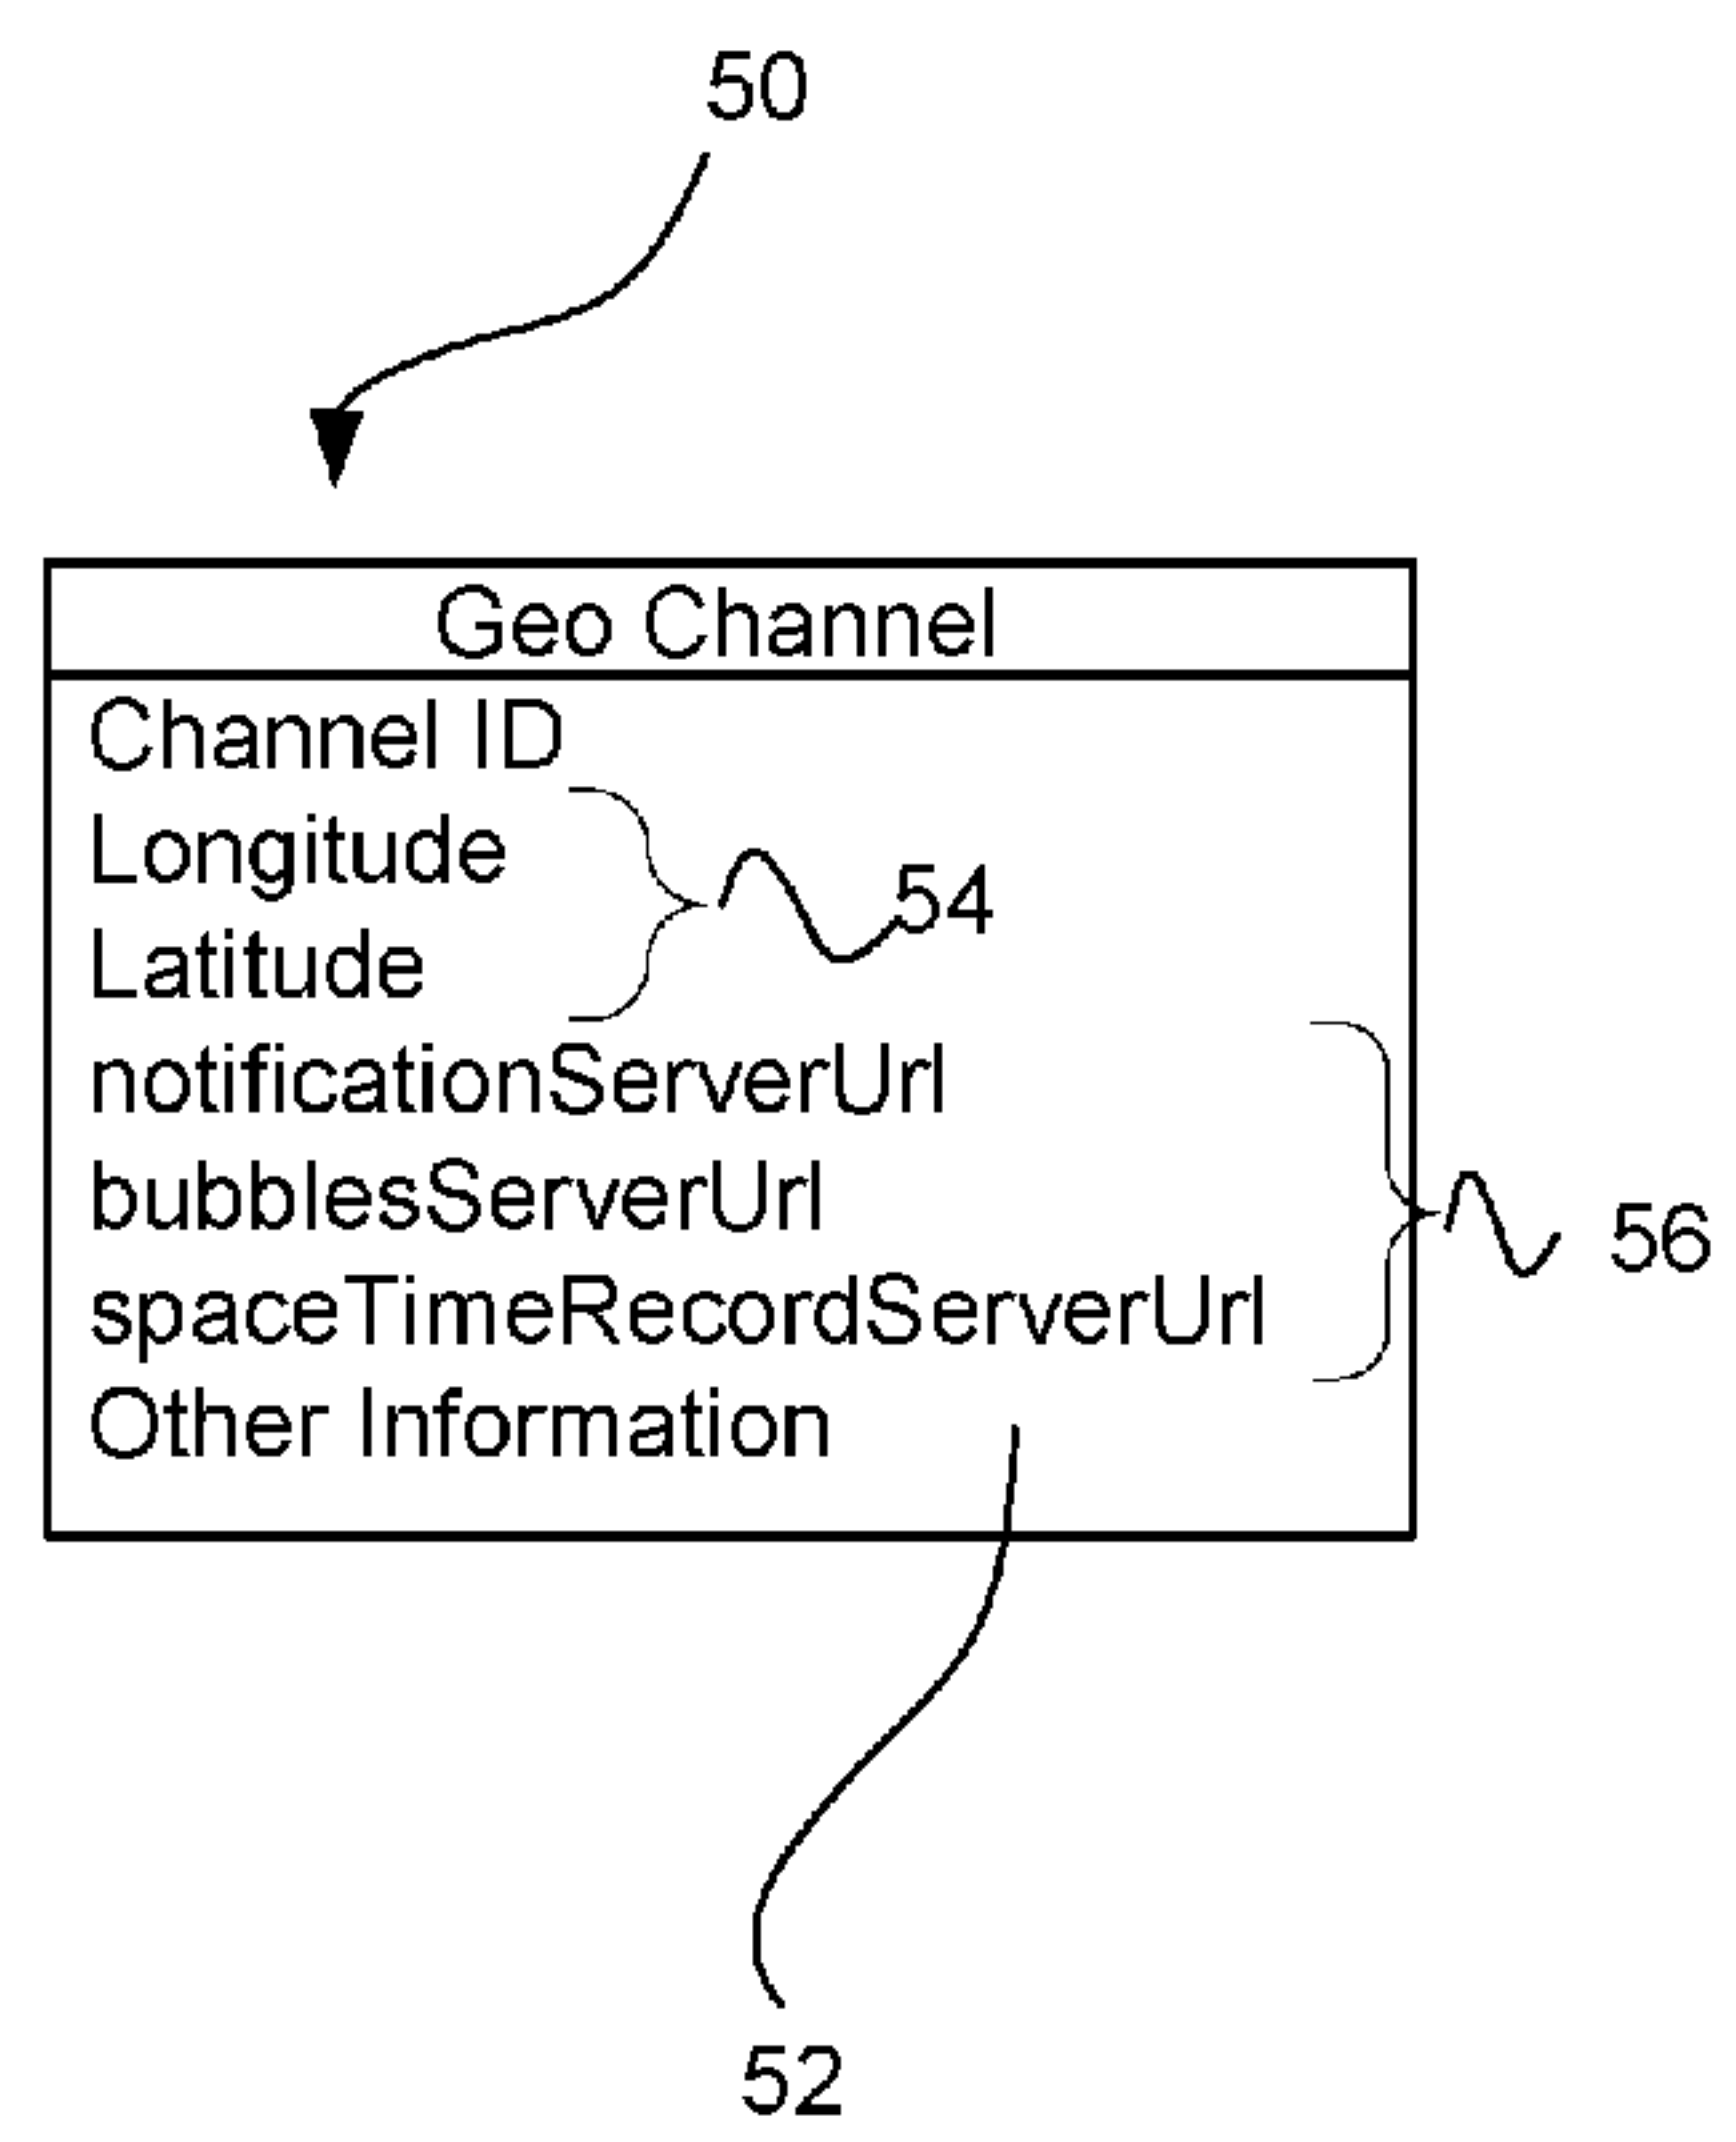 50
Geo Channel
Channel ID
Longitude
54
Latitude
notificationServerUrl
bubblesServerUrl
56
spaceTimeRecordServerUrl
Other Information
52